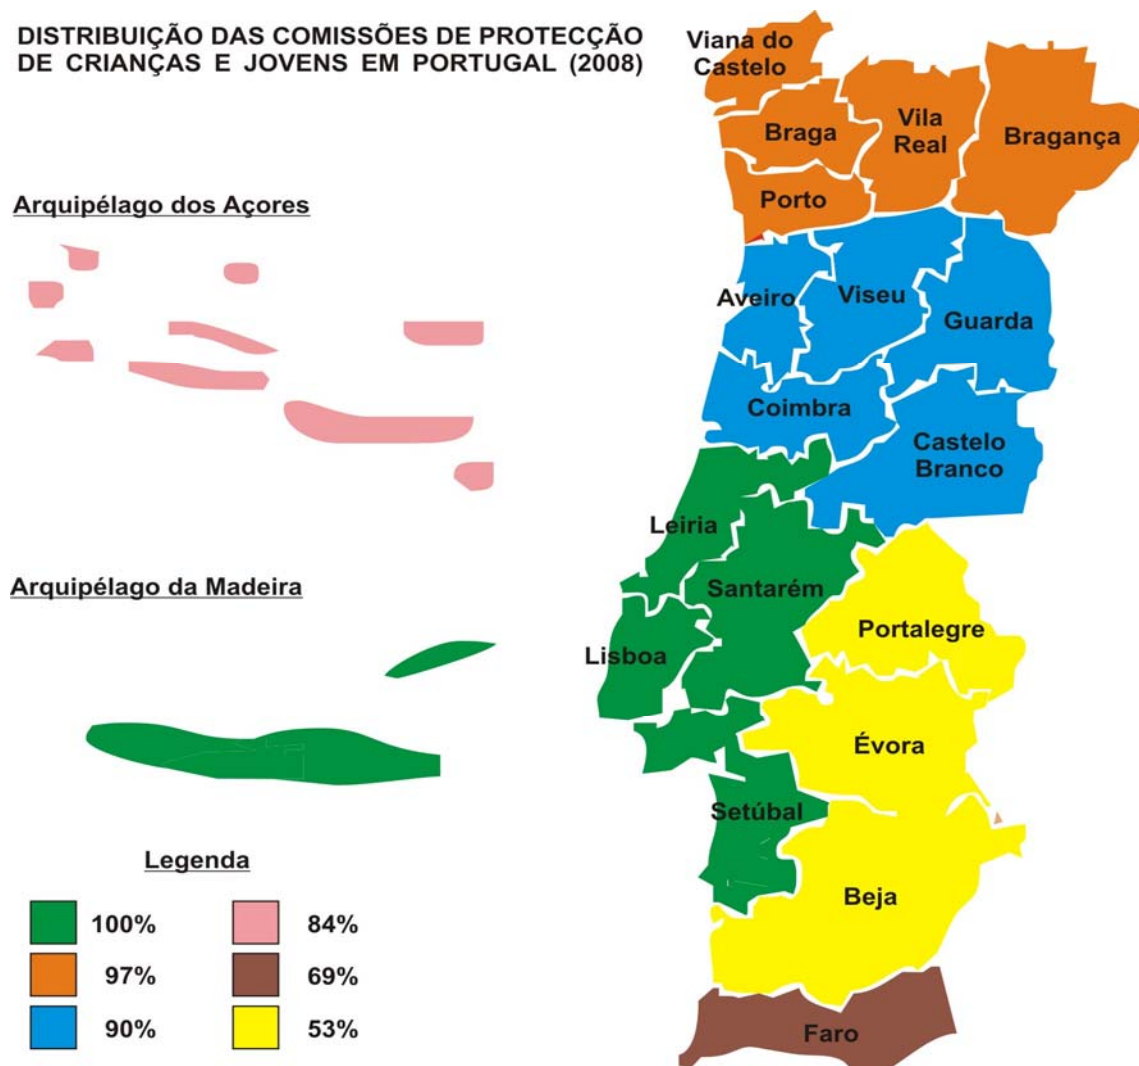 DISTRIBUIÇÃO DAS COMISSÕES DE PROTECÇÃO
DE CRIANÇAS E JOVENS EM PORTUGAL (2008)
Viana do
Castelo
Braga
Vila
Real
Bragança
Porto
Arquipélago dos Açores
Aveiro
Viseu
Guarda
Coimbra
Castelo
Branco
Leiria
Santarém
Arquipélago da Madeira
Portalegre
Lisboa
Évora
Setúbal
Beja
Faro
Legenda
100%
84%
97%
69%
90%
53%